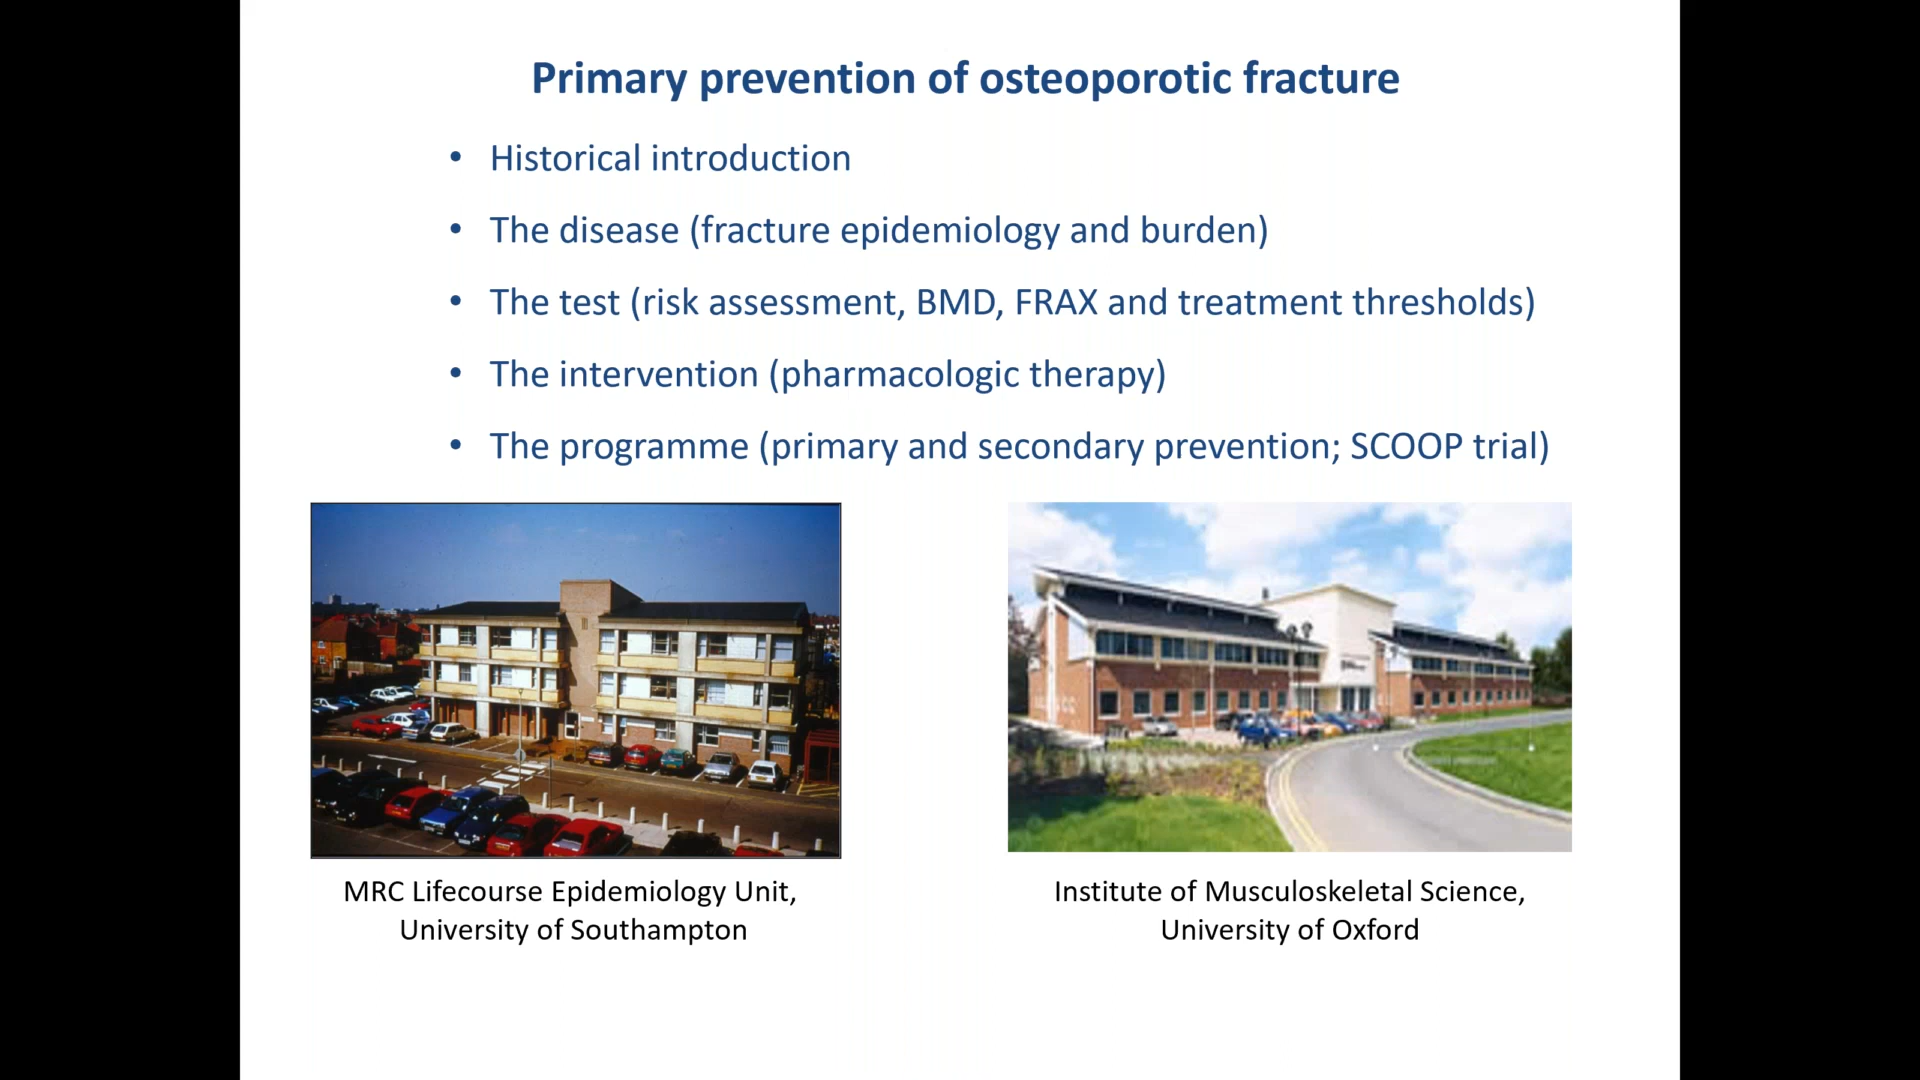 Primary prevention of osteoporotic fracture
• Historical introduction
• The disease (fracture epidemiology and burden)
• The test (risk assessment, BMD, FRAX and treatment thresholds)
• The intervention (pharmacologic therapy)
• The programme (primary and secondary prevention; SCOOP trial)
MRC Lifecourse Epidemiology Unit,
University of Southampton
Institute of Musculoskeletal Science,
University of Oxford